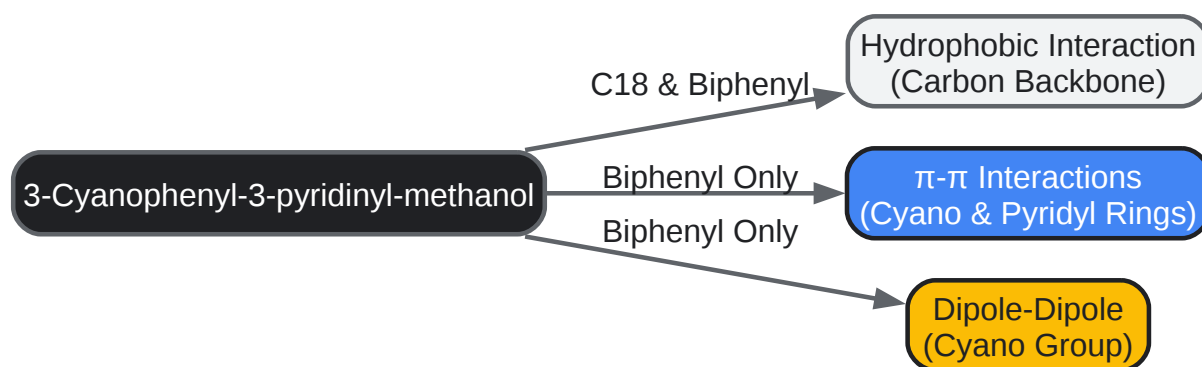 Hydrophobic Interaction
(Carbon Backbone)
C18 & Biphenyl
3-Cyanophenyl-3-pyridinyl-methanol
Biphenyl Only
π-π Interactions
(Cyano & Pyridyl Rings)
Biphenyl Only
Dipole-Dipole
(Cyano Group)